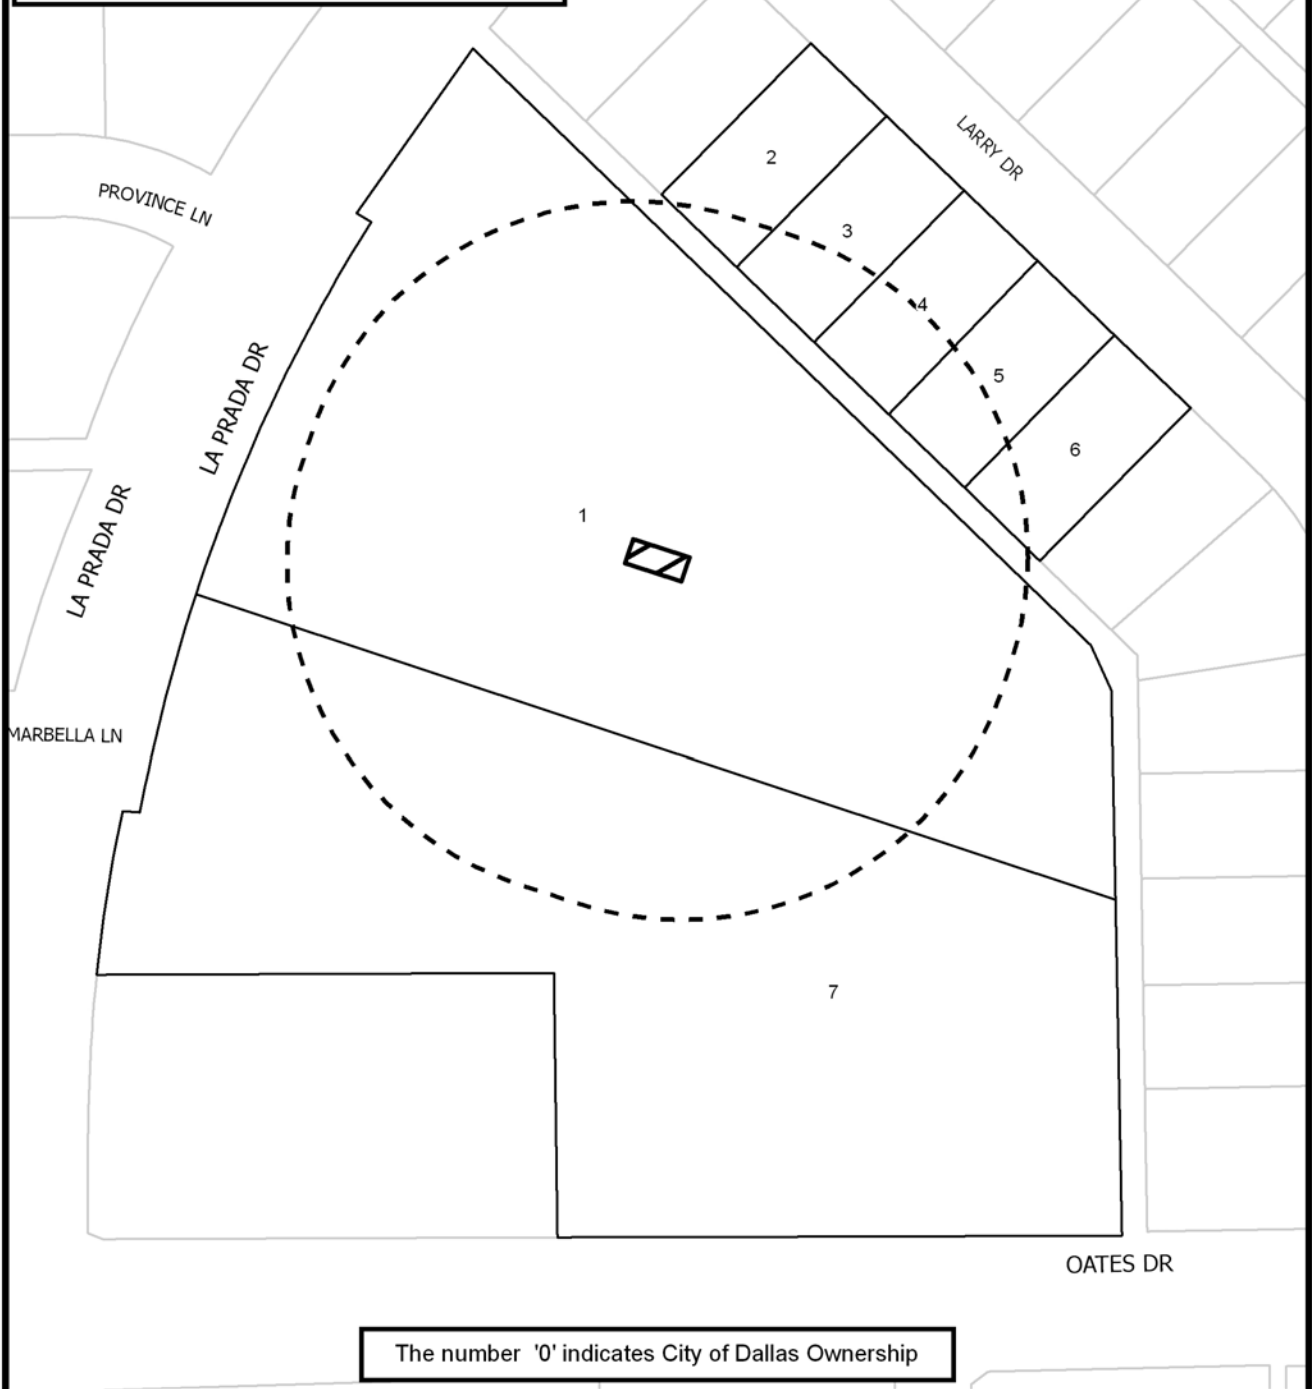 LARRY DR
2
PROVINCE LN
3
4
LA PRADA DR
5
6
1
LA PRADA DR
MARBELLA LN
7
OATES DR
The number '0' indicates City of Dallas Ownership